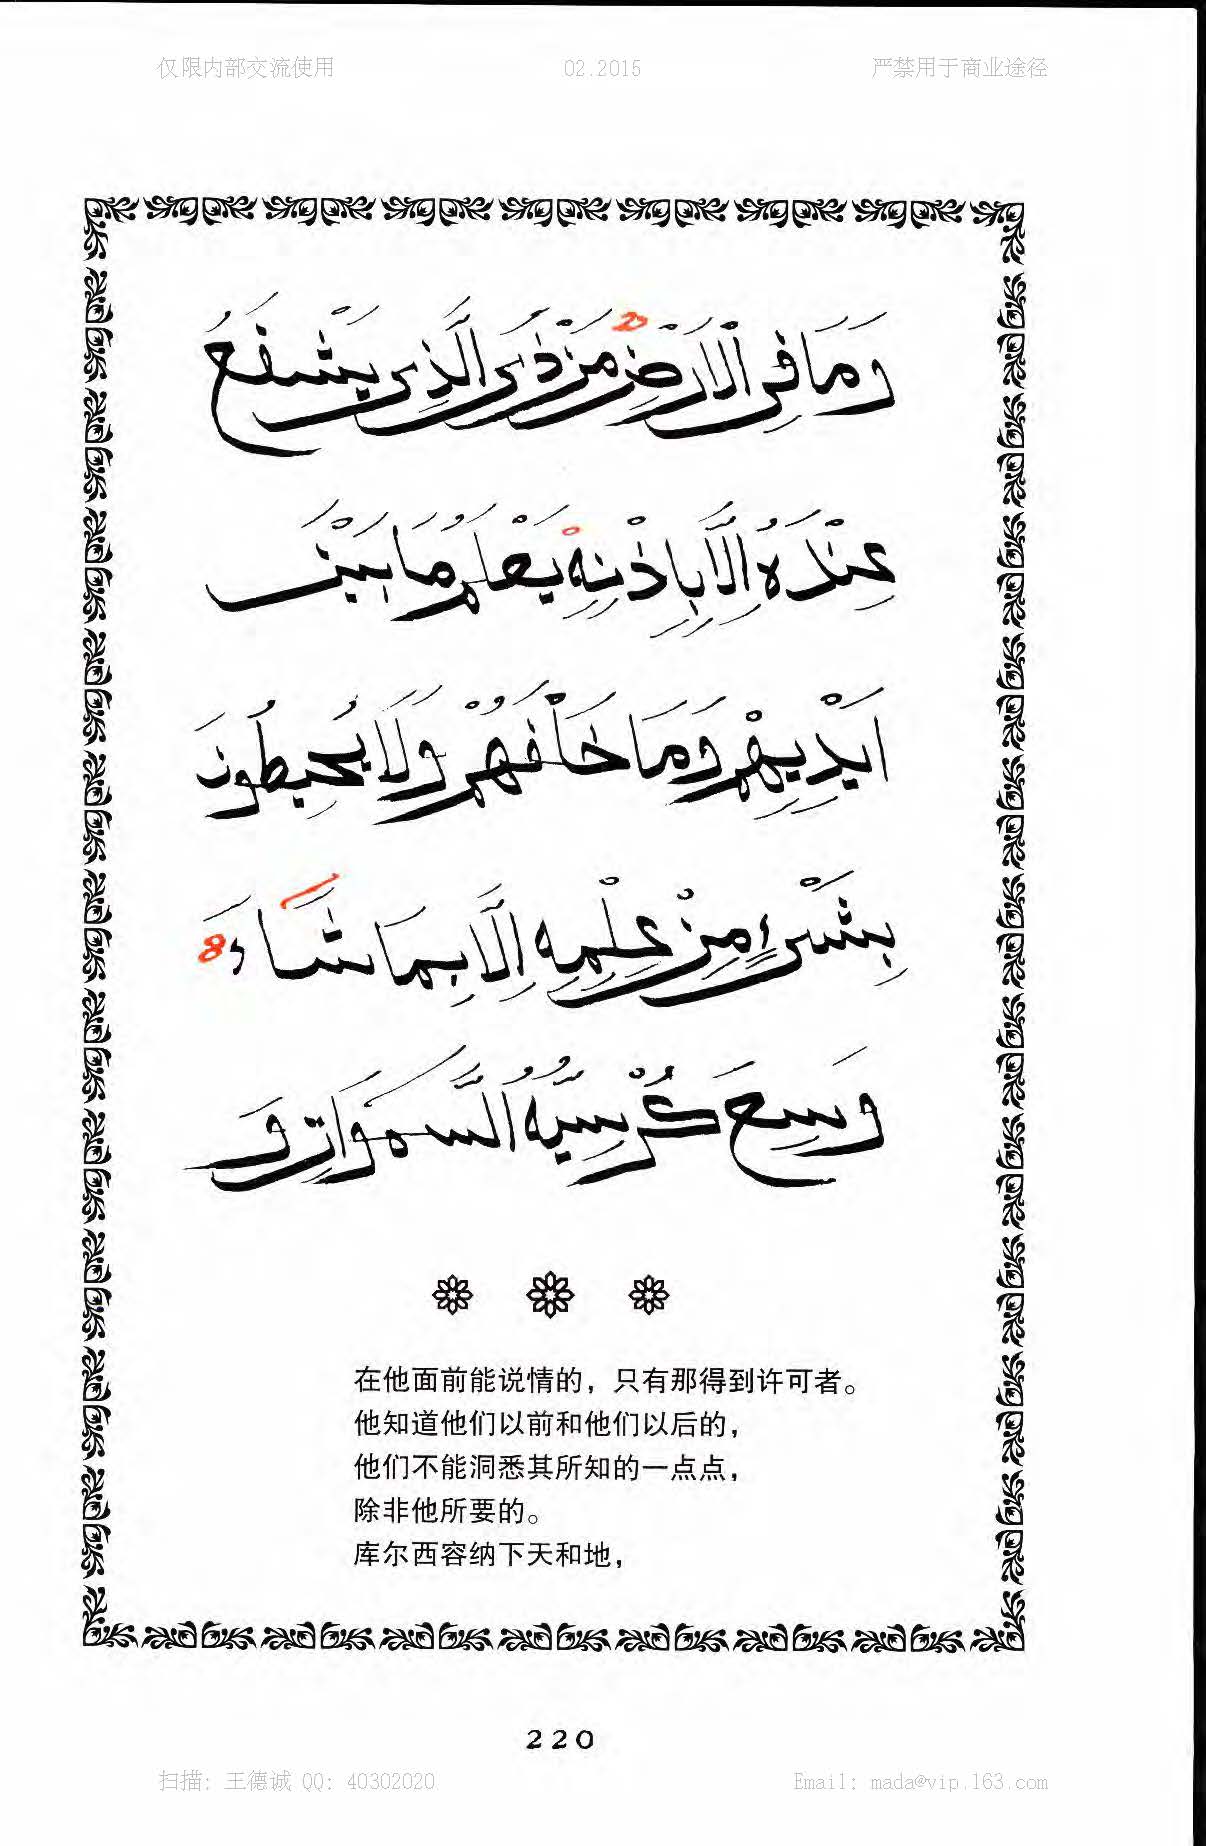 仅限内部交流使用 02.2015 严禁用于商业途径
وَمَا فِى الْاَرْضِ مَنْ ذَى الَّذِى يَشْفَعُ
عِنْدَهُ اِلَّا بِاِذْنِهِ يَعْلَمُ مَا بَيْنَ
اَيْدِيهِمْ وَمَا خَلْفَهُمْ وَلَا يُحِيطُونَ
بِشَىْءٍ مِنْ عِلْمِهِ اِلَّا بِمَا شَاءَ
وَسِعَ كُرْسِيُّهُ السَّمٰوَاتِ وَ
在他面前能说情的，只有那得到许可者。
他知道他们以前和他们以后的，
他们不能洞悉其所知的一点点，
除非他所要的。
库尔西容纳下天和地，
220
扫描: 王德诚 QQ: 40302020 Email: mada@vip.163.com